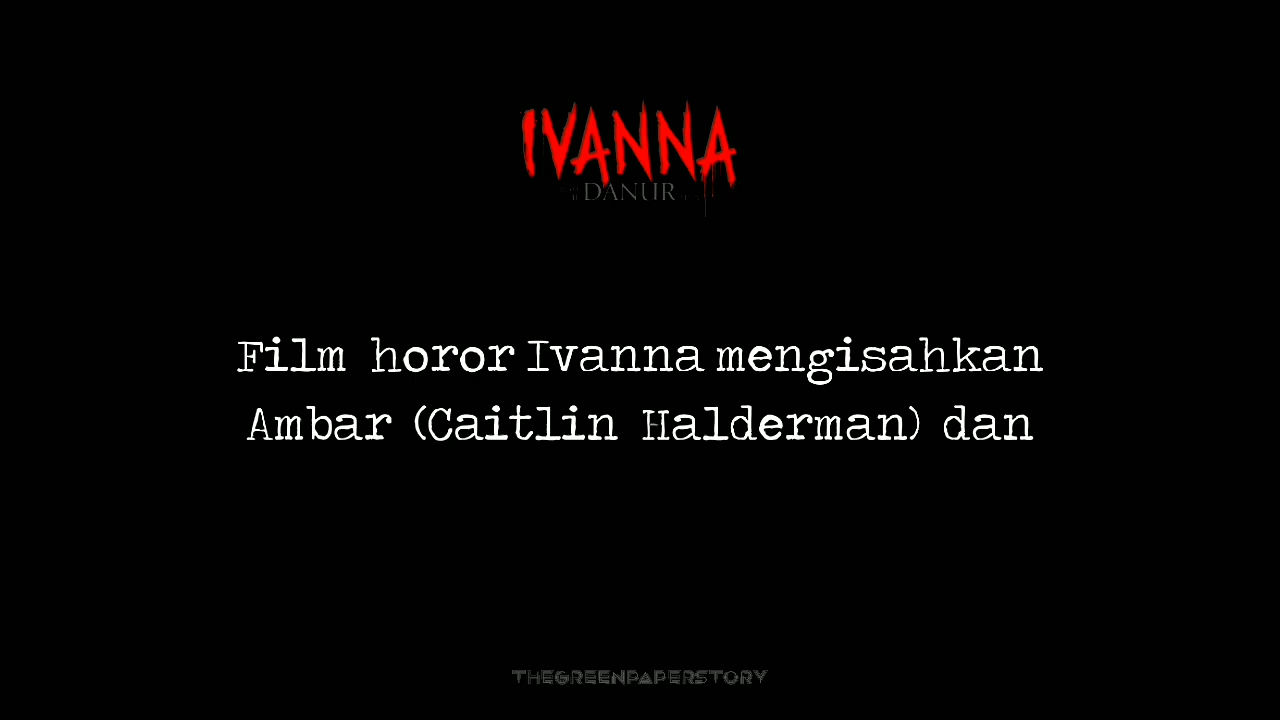 IVANNA
DANUR
Film horor Ivanna mengisahkan
Ambar (Caitlin Halderman) dan
THEGREENPAPERSTORY